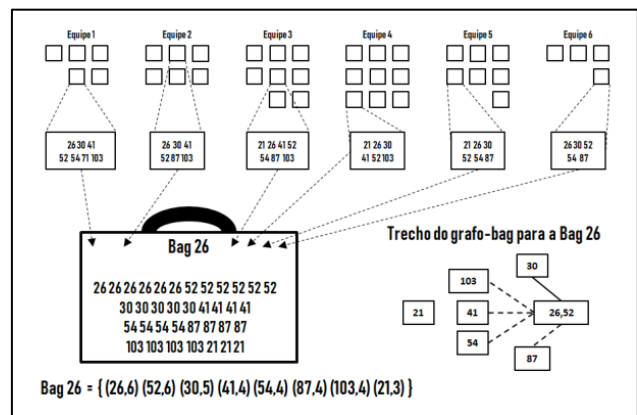 Equipe 1 Equipe 2 Equipe 3 Equipe 4 Equipe 5 Equipe 6
26 30 41
52 54 71 103
26 30 41
52 87 103
21 26 41 52
54 87 103
21 26 30
41 52 103
21 26 30
52 54 87
26 30 52
54 87
Bag 26
26 26 26 26 26 26 52 52 52 52 52 52
30 30 30 30 30 41 41 41 41
54 54 54 54 87 87 87 87
103 103 103 103 21 21 21
Trecho do grafo-bag para a Bag 26
30
103
21
41
26,52
54
87
Bag 26 = { (26,6) (52,6) (30,5) (41,4) (54,4) (87,4) (103,4) (21,3) }